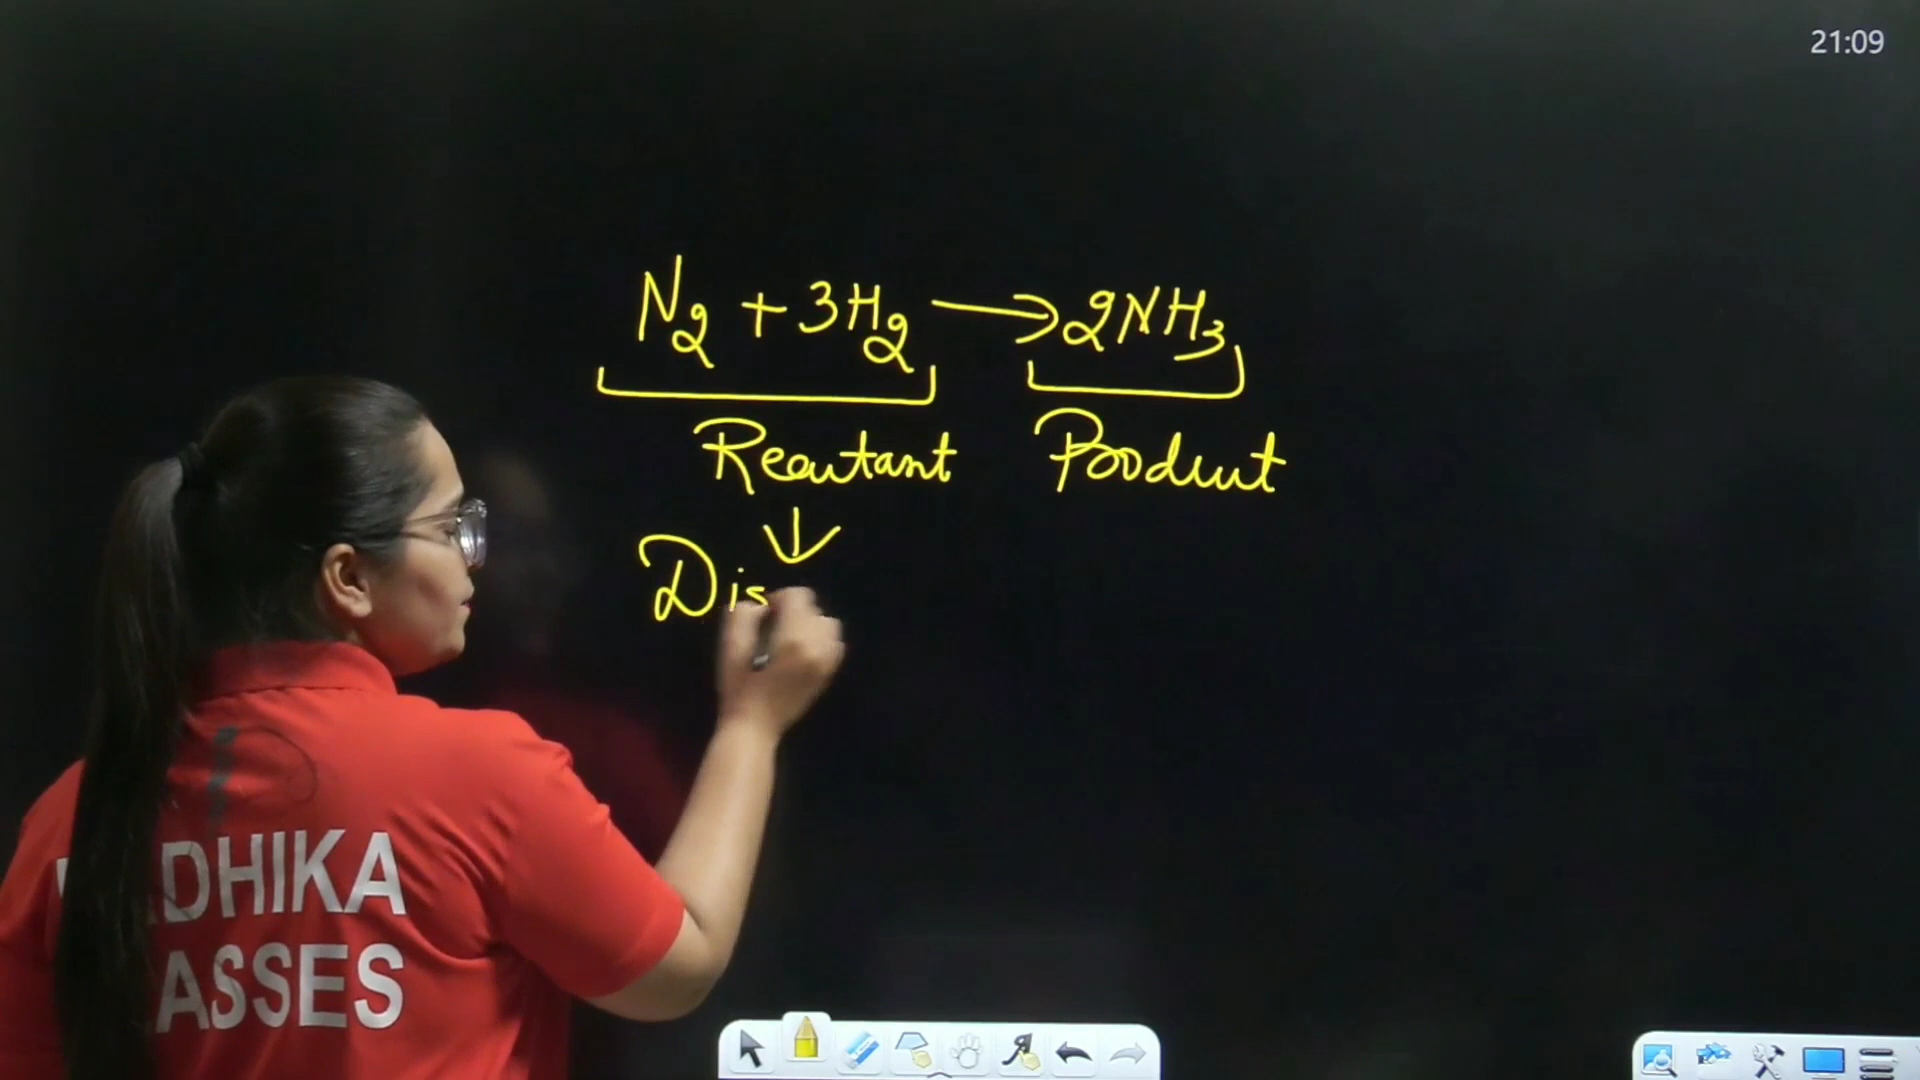 21:09
N₂ + 3H₂ → 2NH₃
Reactant Product
↓
Dis
DHIKA
ASSES